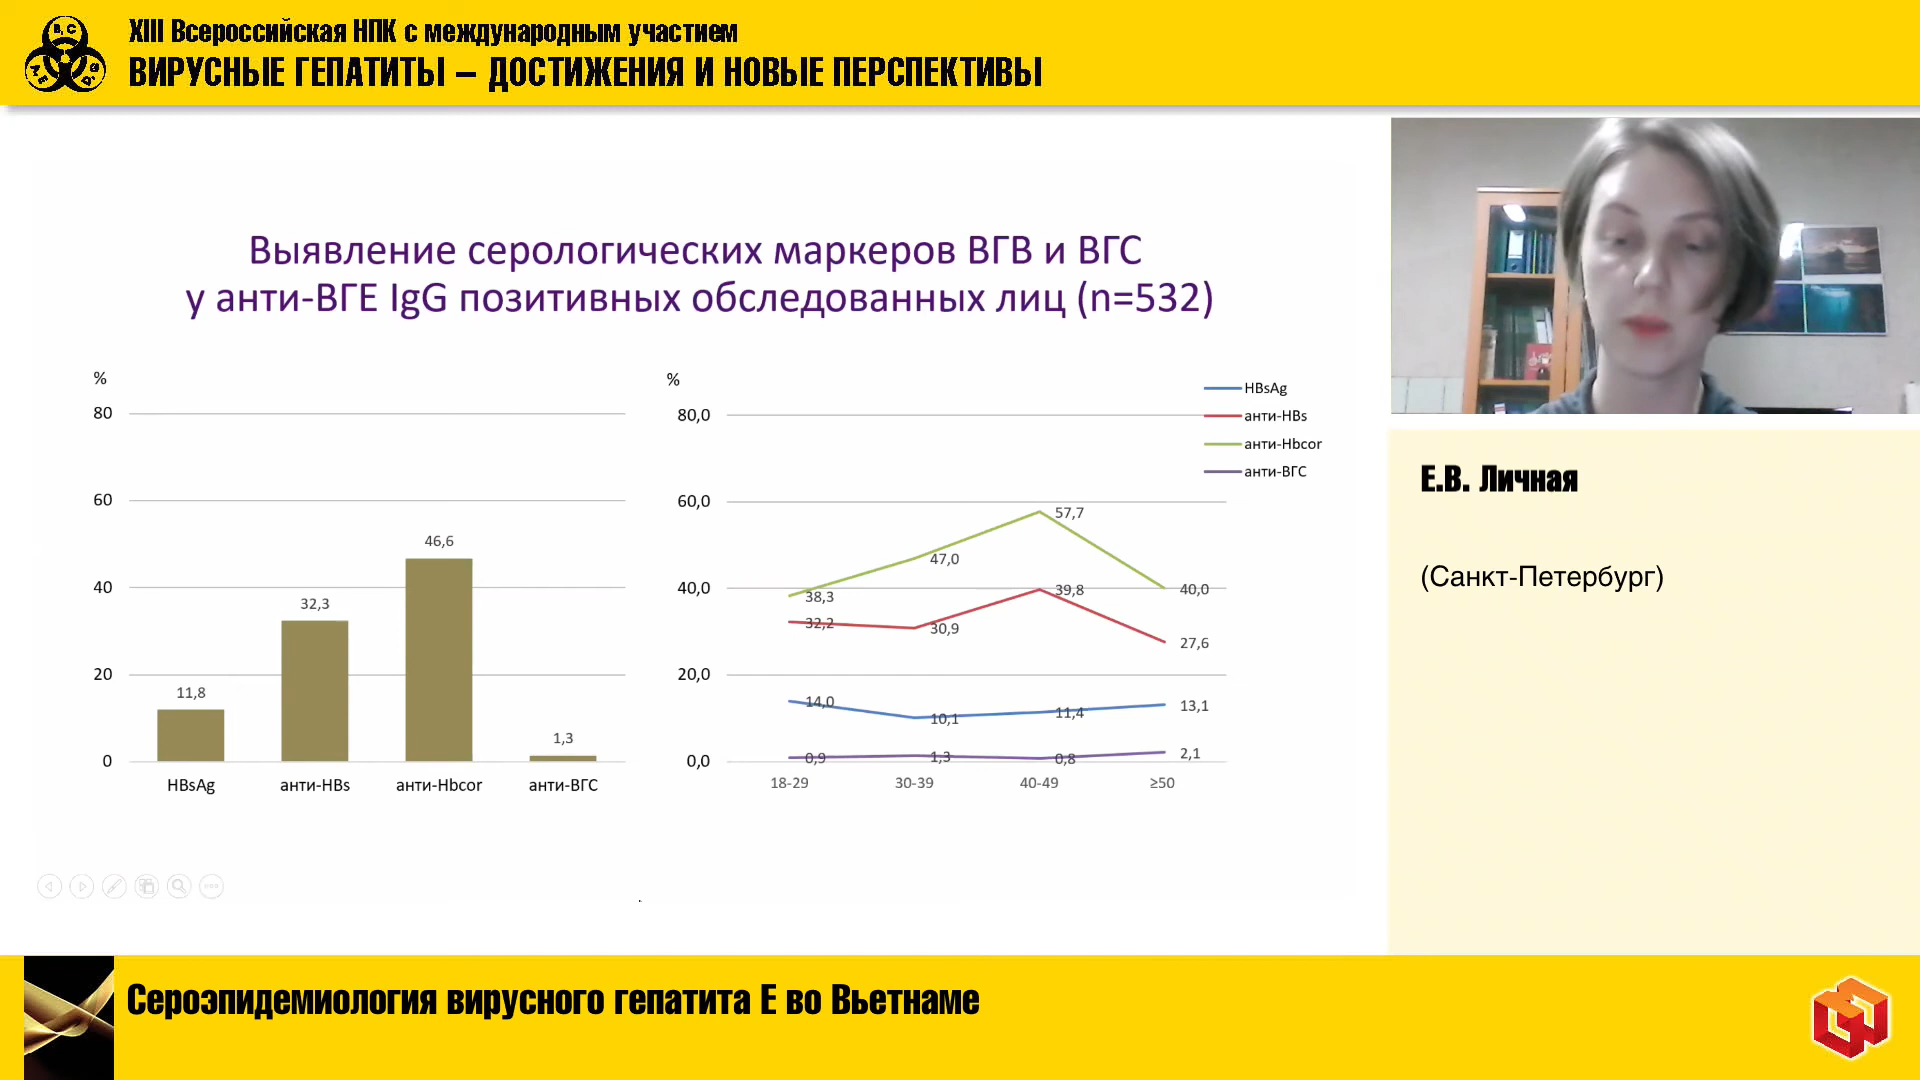 XIII Всероссийская НПК с международным участием
ВИРУСНЫЕ ГЕПАТИТЫ – ДОСТИЖЕНИЯ И НОВЫЕ ПЕРСПЕКТИВЫ
Выявление серологических маркеров ВГВ и ВГС
у анти-ВГЕ IgG позитивных обследованных лиц (n=532)
%
80
60
40
20
0
11,8
32,3
46,6
1,3
HBsAg
анти-HBs
анти-Hbcor
анти-ВГС
%
80,0
60,0
40,0
20,0
0,0
HBsAg
анти-HBs
анти-Hbcor
анти-ВГС
38,3
47,0
57,7
40,0
32,2
30,9
39,8
27,6
14,0
10,1
11,4
13,1
0,9
1,3
0,8
2,1
18-29
30-39
40-49
≥50
Е.В. Личная
(Санкт-Петербург)
Сероэпидемиология вирусного гепатита Е во Вьетнаме